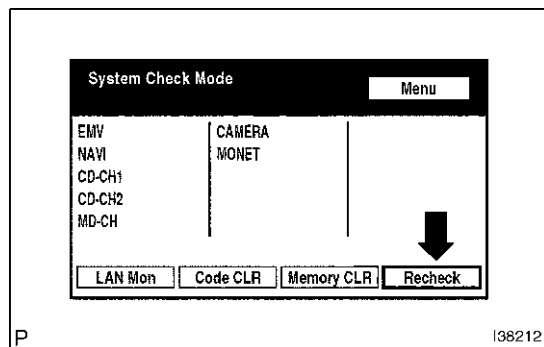 System Check Mode
Menu
EMV
NAVI
CD-CH1
CD-CH2
MD-CH
CAMERA
MONET
LAN Mon
Code CLR
Memory CLR
Recheck
P
I38212